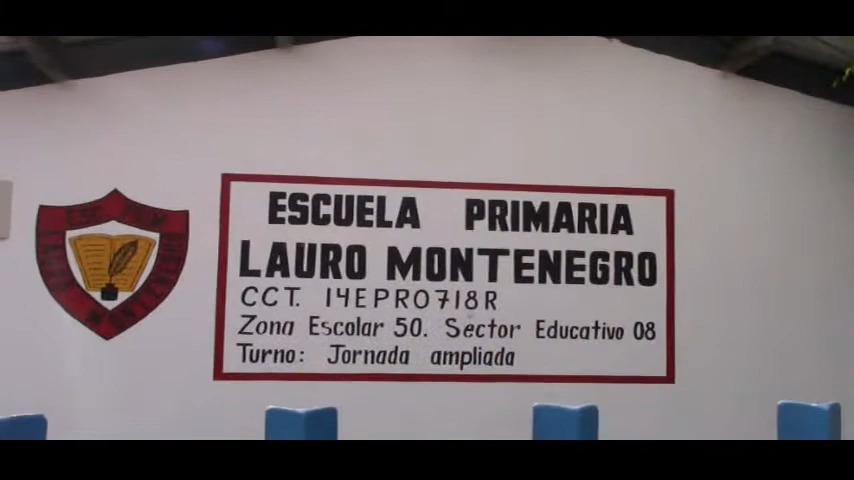 ESCUELA PRIMARIA
LAURO MONTENEGRO
CCT. 14EPR0718R
Zona Escolar 50. Sector Educativo 08
Turno: Jornada ampliada